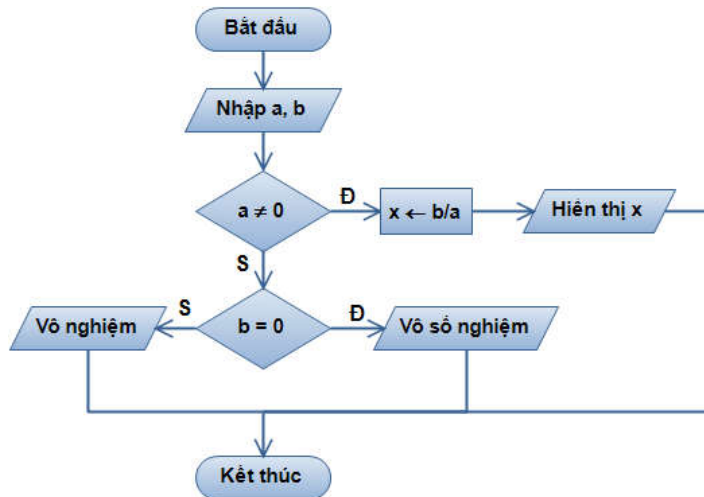 Bắt đầu
Nhập a, b
a ≠ 0
Đ
x ← b/a
Hiển thị x
S
S
b = 0
Đ
Vô nghiệm
Vô số nghiệm
Kết thúc